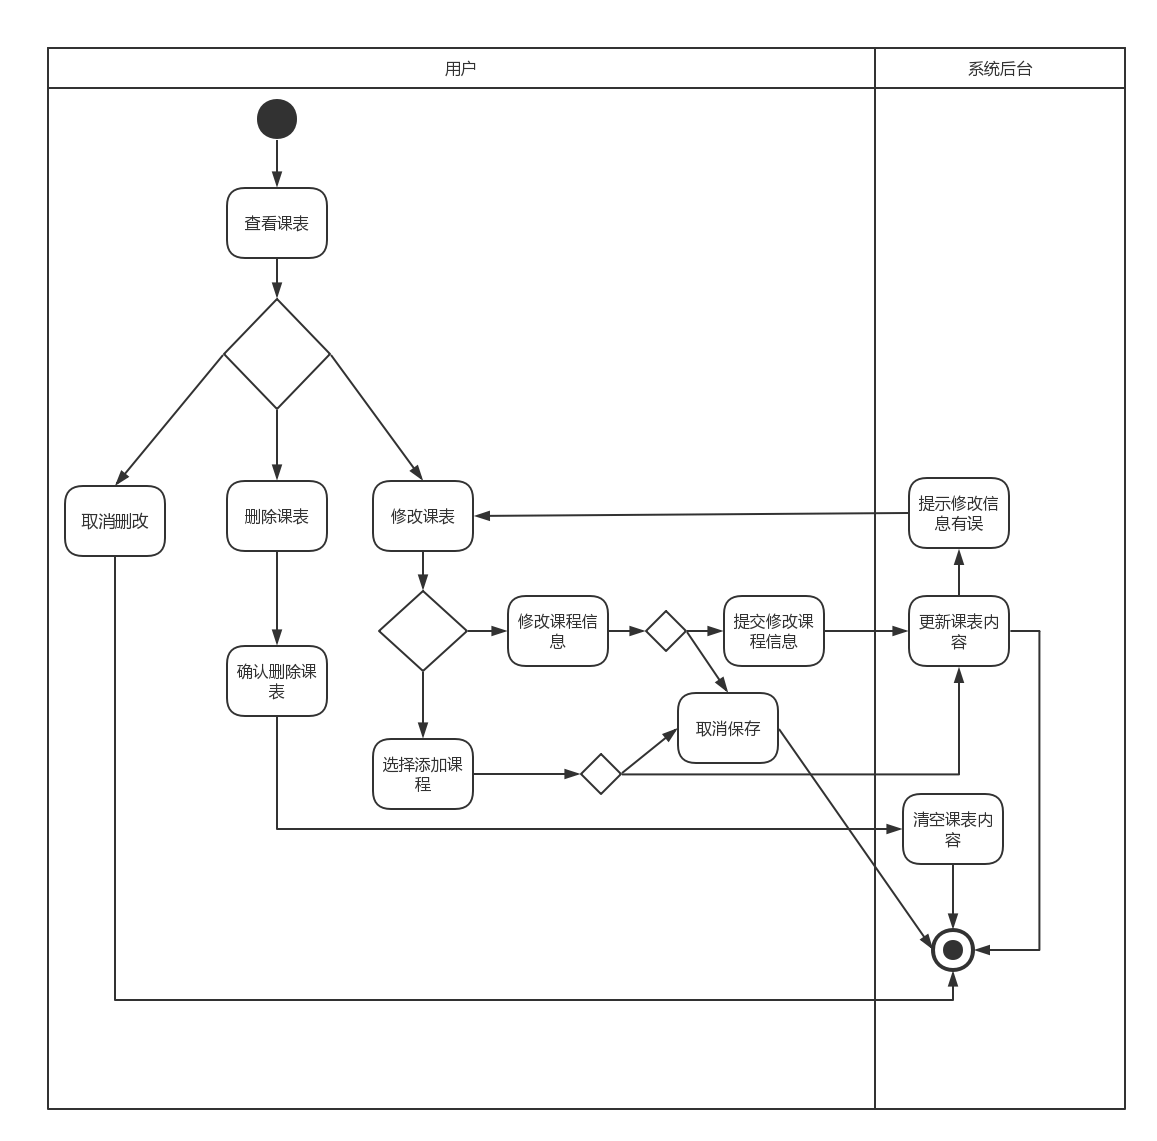 用户
系统后台
查看课表
取消删改
删除课表
修改课表
提示修改信
息有误
修改课程信
息
提交修改课
程信息
更新课表内
容
确认删除课
表
取消保存
选择添加课
程
清空课表内
容